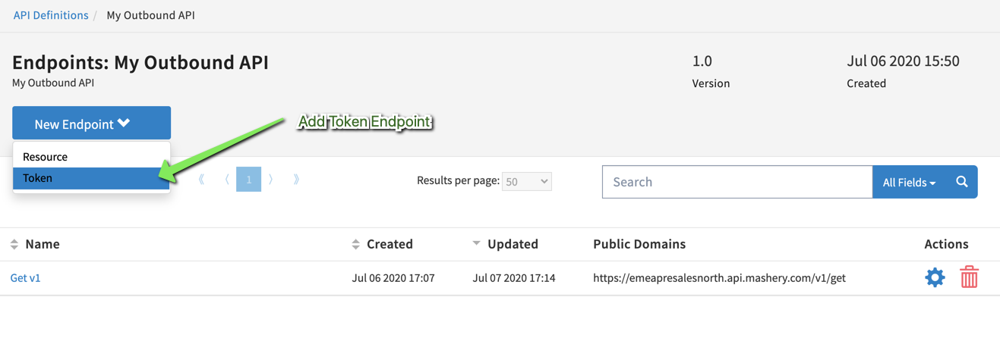 API Definitions / My Outbound API
Endpoints: My Outbound API
My Outbound API
1.0
Version
Jul 06 2020 15:50
Created
New Endpoint
Add Token Endpoint
Resource
Token
《 〈 1 〉 》
Results per page: 50
Search
All Fields
Name Created Updated Public Domains Actions
Get v1 Jul 06 2020 17:07 Jul 07 2020 17:14 https://emeapresalesnorth.api.mashery.com/v1/get